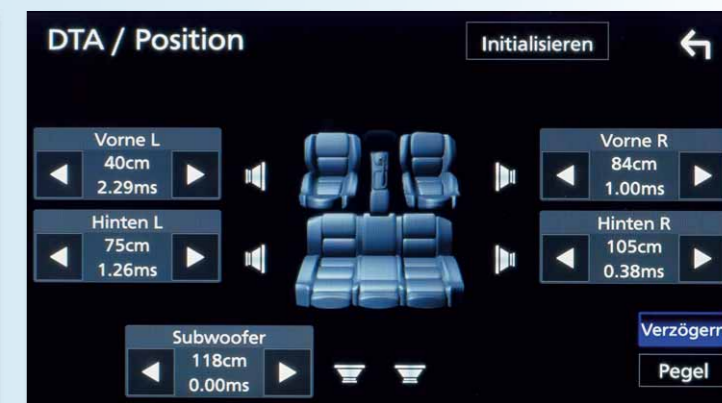 DTA / Position
Initialisieren
Vorne L
40cm
2.29ms
Vorne R
84cm
1.00ms
Hinten L
75cm
1.26ms
Hinten R
105cm
0.38ms
Subwoofer
118cm
0.00ms
Verzögern
Pegel